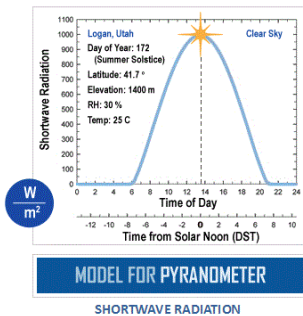 1100
1000
900
800
700
600
500
400
300
200
100
0
Shortwave Radiation
Logan, Utah
Clear Sky
Day of Year: 172
(Summer Solstice)
Latitude: 41.7 °
Elevation: 1400 m
RH: 30 %
Temp: 25 C
0 2 4 6 8 10 12 14 16 18 20 22 24
Time of Day
W
m²
-12 -10 -8 -6 -4 -2 0 2 4 6 8 10
Time from Solar Noon (DST)
MODEL FOR PYRANOMETER
SHORTWAVE RADIATION